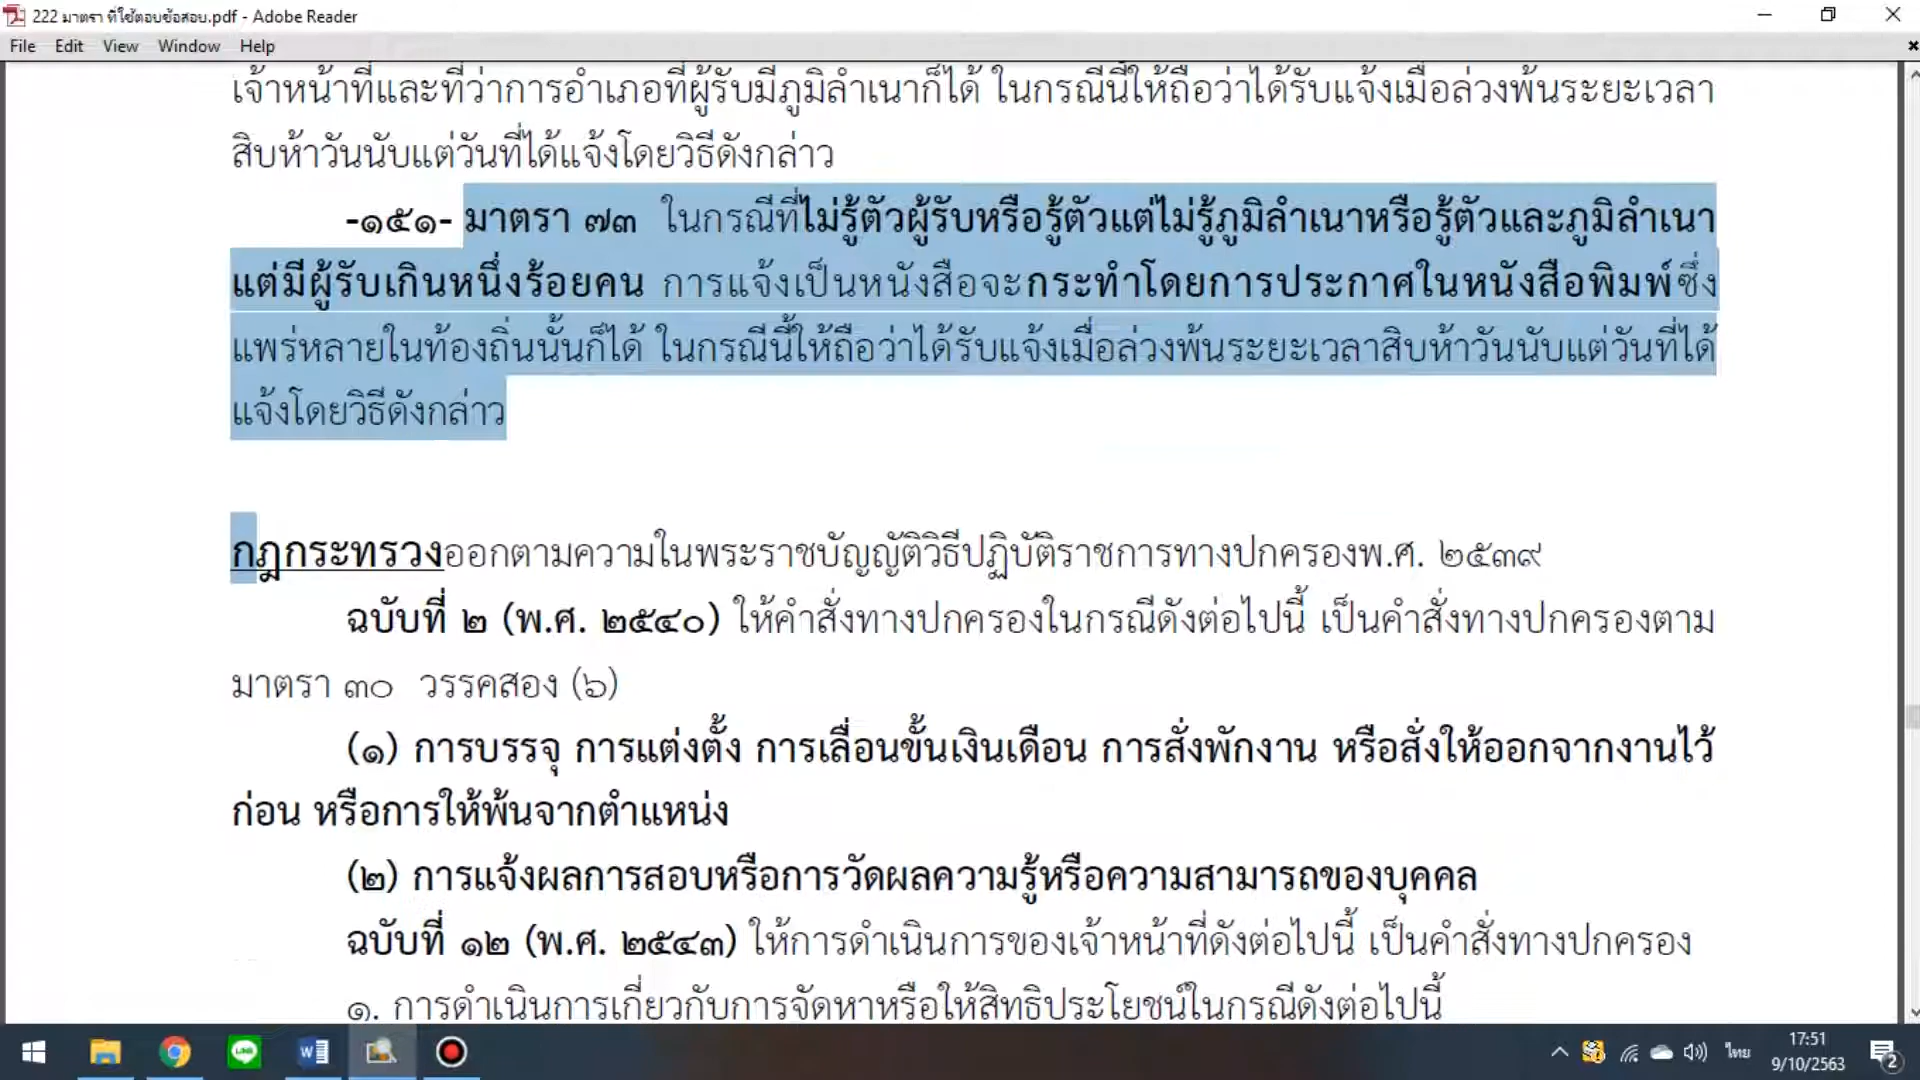 222 มาตรา ที่ใช้ตอบข้อสอบ.pdf - Adobe Reader
File Edit View Window Help
เจ้าหน้าที่และที่ว่าการอำเภอที่ผู้รับมีภูมิลำเนาก็ได้ ในกรณีนี้ให้ถือว่าได้รับแจ้งเมื่อล่วงพ้นระยะเวลา
สิบห้าวันนับแต่วันที่ได้แจ้งโดยวิธีดังกล่าว
-๑๕๑- มาตรา ๗๓ ในกรณีที่ไม่รู้ตัวผู้รับหรือรู้ตัวแต่ไม่รู้ภูมิลำเนาหรือรู้ตัวและภูมิลำเนา
แต่มีผู้รับเกินหนึ่งร้อยคน การแจ้งเป็นหนังสือจะกระทำโดยการประกาศในหนังสือพิมพ์ซึ่ง
แพร่หลายในท้องถิ่นนั้นก็ได้ ในกรณีนี้ให้ถือว่าได้รับแจ้งเมื่อล่วงพ้นระยะเวลาสิบห้าวันนับแต่วันที่ได้
แจ้งโดยวิธีดังกล่าว
กฎกระทรวงออกตามความในพระราชบัญญัติวิธีปฏิบัติราชการทางปกครองพ.ศ. ๒๕๓๙
ฉบับที่ ๒ (พ.ศ. ๒๕๔๐) ให้คำสั่งทางปกครองในกรณีดังต่อไปนี้ เป็นคำสั่งทางปกครองตาม
มาตรา ๓๐ วรรคสอง (๖)
(๑) การบรรจุ การแต่งตั้ง การเลื่อนขั้นเงินเดือน การสั่งพักงาน หรือสั่งให้ออกจากงานไว้
ก่อน หรือการให้พ้นจากตำแหน่ง
(๒) การแจ้งผลการสอบหรือการวัดผลความรู้หรือความสามารถของบุคคล
ฉบับที่ ๑๒ (พ.ศ. ๒๕๔๓) ให้การดำเนินการของเจ้าหน้าที่ดังต่อไปนี้ เป็นคำสั่งทางปกครอง
๑. การดำเนินการเกี่ยวกับการจัดหาหรือให้สิทธิประโยชน์ในกรณีดังต่อไปนี้
LINE
W
ไทย
17:51
9/10/2563
2